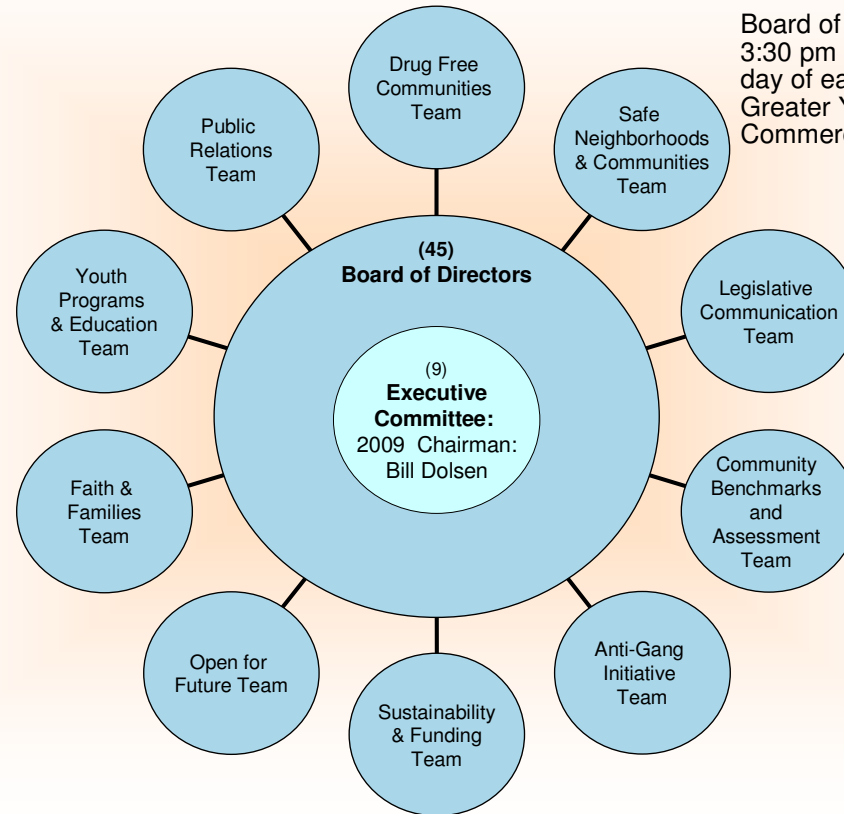 Board of
3:30 pm
day of
Greater
Drug Free
Communities
Team
Safe
Neighborhoods
& Communities
Team
Legislative
Communication
Team
Community
Benchmarks
and
Assessment
Team
Anti-Gang
Initiative
Team
Sustainability
& Funding
Team
Open for
Future Team
Faith &
Families
Team
Youth
Programs
& Education
Team
Public
Relations
Team
(45)
Board of Directors
(9)
Executive
Committee:
2009 Chairman:
Bill Dolsen